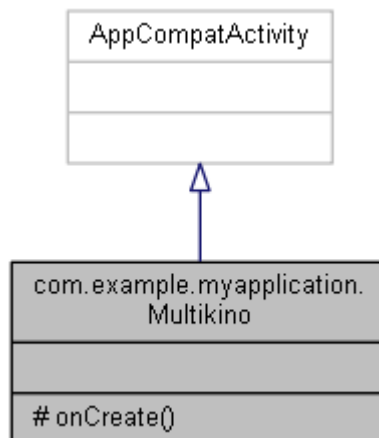 AppCompatActivity
com.example.myapplication.
Multikino
# onCreate()